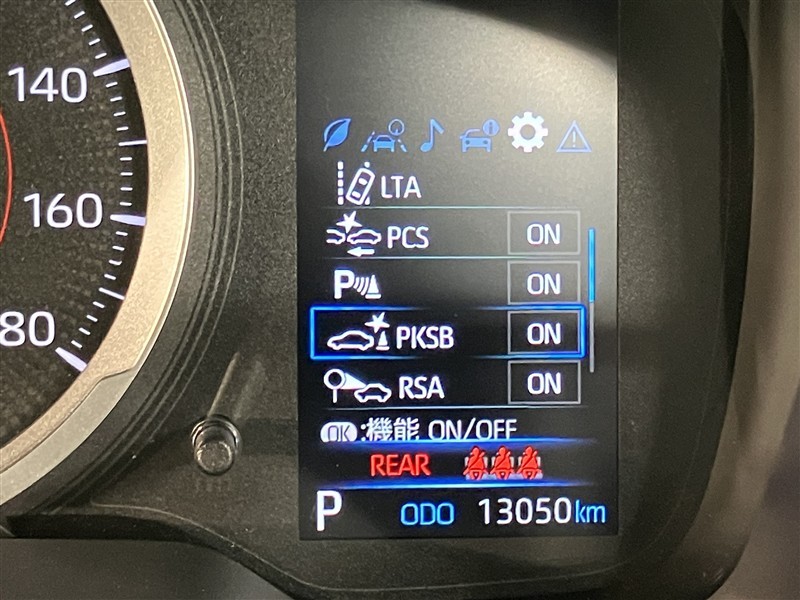 140
160
80
LTA
PCS ON
P ON
PKSB ON
RSA ON
OK :機能 ON/OFF
REAR
P ODO 13050km